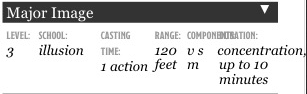 Major Image ▼
LEVEL: SCHOOL: CASTING RANGE: COMPONENTS: DURATION:
3 illusion TIME: 120 v s concentration,
1 action feet m up to 10
minutes